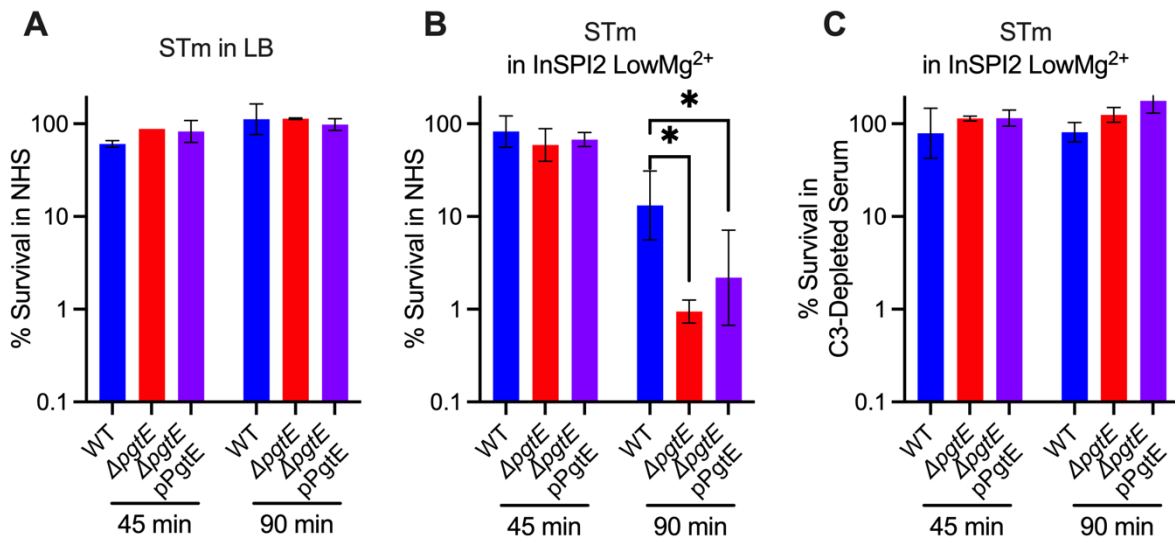 A
STm in LB
% Survival in NHS
100
10
1
0.1
WT
ΔpgtE
ΔpgtE
pPgtE
WT
ΔpgtE
ΔpgtE
pPgtE
45 min
90 min
B
STm
in InSPI2 LowMg²⁺
% Survival in NHS
100
10
1
0.1
*
*
WT
ΔpgtE
ΔpgtE
pPgtE
WT
ΔpgtE
ΔpgtE
pPgtE
45 min
90 min
C
STm
in InSPI2 LowMg²⁺
% Survival in
C3-Depleted Serum
100
10
1
0.1
WT
ΔpgtE
ΔpgtE
pPgtE
WT
ΔpgtE
ΔpgtE
pPgtE
45 min
90 min